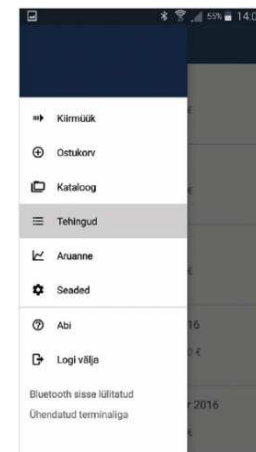 55% 14:0
Kiirmüük
€
Ostukorv
Kataloog
€
Tehingud
Aruanne
€
Seaded
Abi
16
Logi välja
0 €
Bluetooth sisse lülitatud
r 2016
Ühendatud terminaliga
€